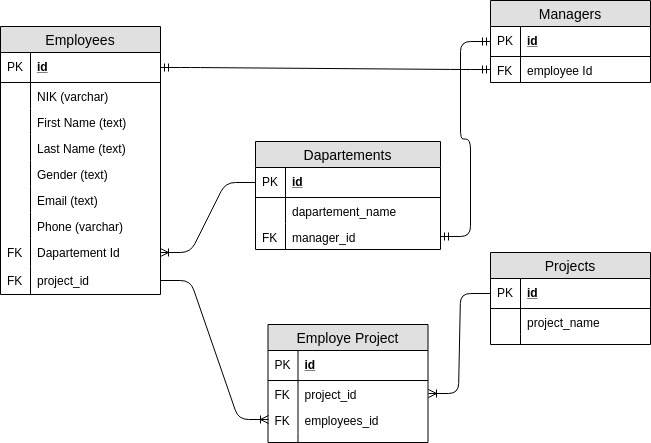 Employees
PK id
NIK (varchar)
First Name (text)
Last Name (text)
Gender (text)
Email (text)
Phone (varchar)
FK Dapartement Id
FK project_id
Managers
PK id
FK employee Id
Dapartements
PK id
dapartement_name
FK manager_id
Projects
PK id
project_name
Employe Project
PK id
FK project_id
FK employees_id